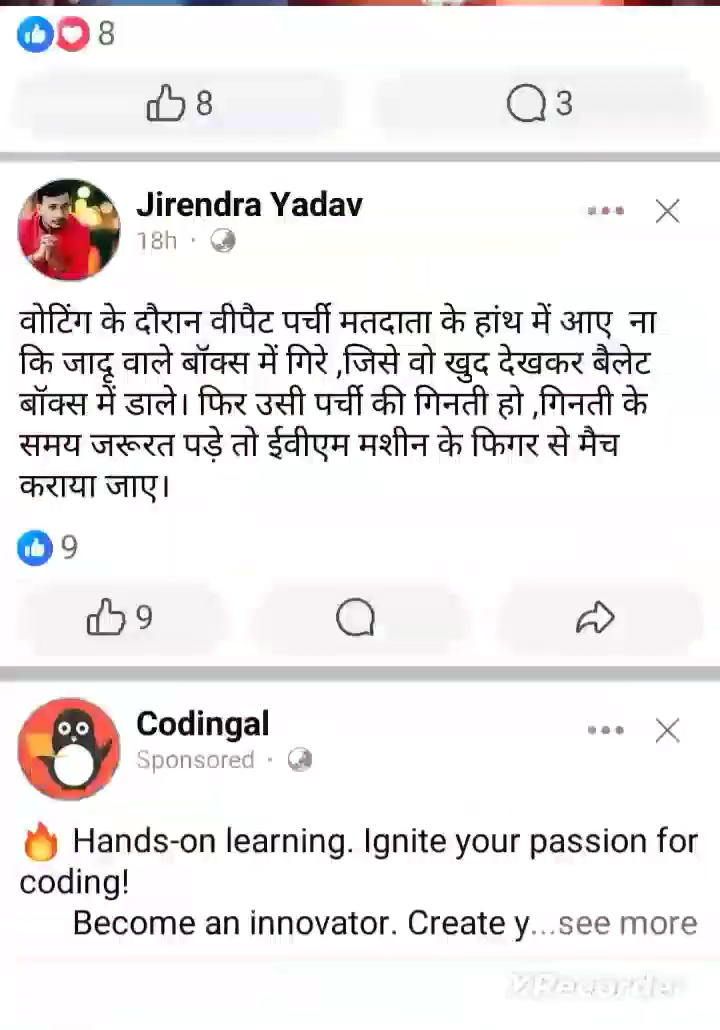 8
8
3
Jirendra Yadav
18h ·
वोटिंग के दौरान वीपैट पर्ची मतदाता के हांथ में आए ना
कि जादू वाले बॉक्स में गिरे ,जिसे वो खुद देखकर बैलेट
बॉक्स में डाले। फिर उसी पर्ची की गिनती हो ,गिनती के
समय जरूरत पड़े तो ईवीएम मशीन के फिगर से मैच
कराया जाए।
9
9
Codingal
Sponsored ·
🔥 Hands-on learning. Ignite your passion for
coding!
Become an innovator. Create y...see more
XRecorder